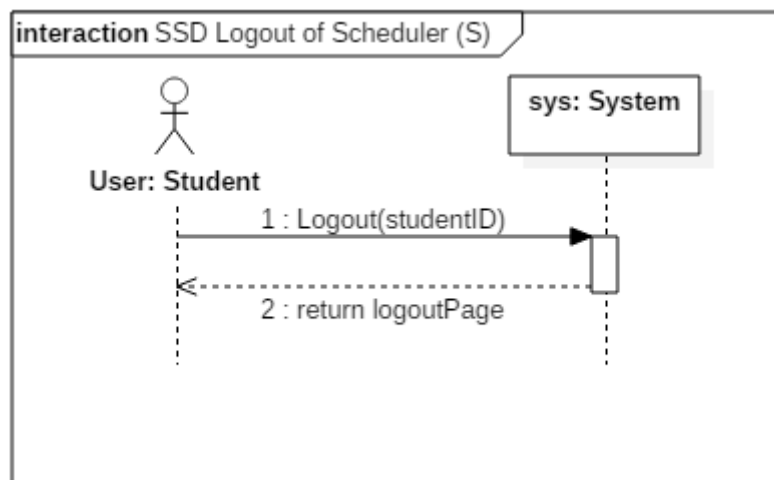 interaction SSD Logout of Scheduler (S)
sys: System
User: Student
1 : Logout(studentID)
2 : return logoutPage